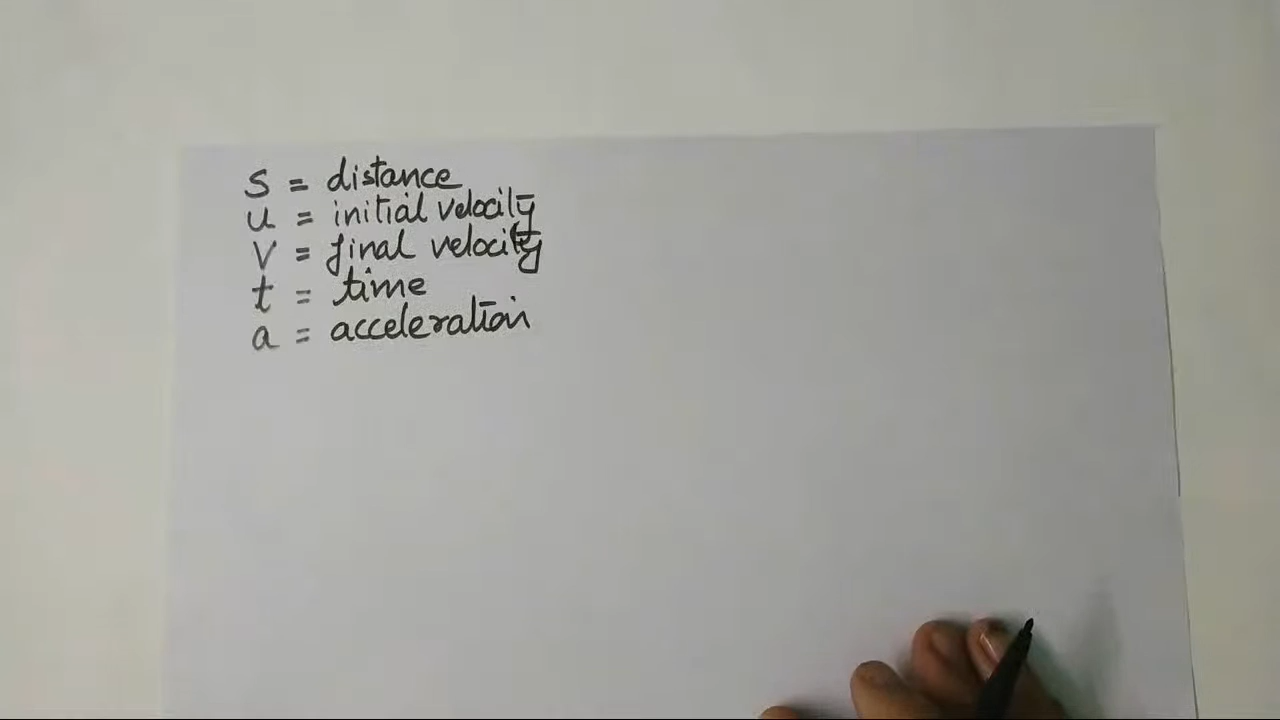 s = distance
u = initial velocity
v = final velocity
t = time
a = acceleration